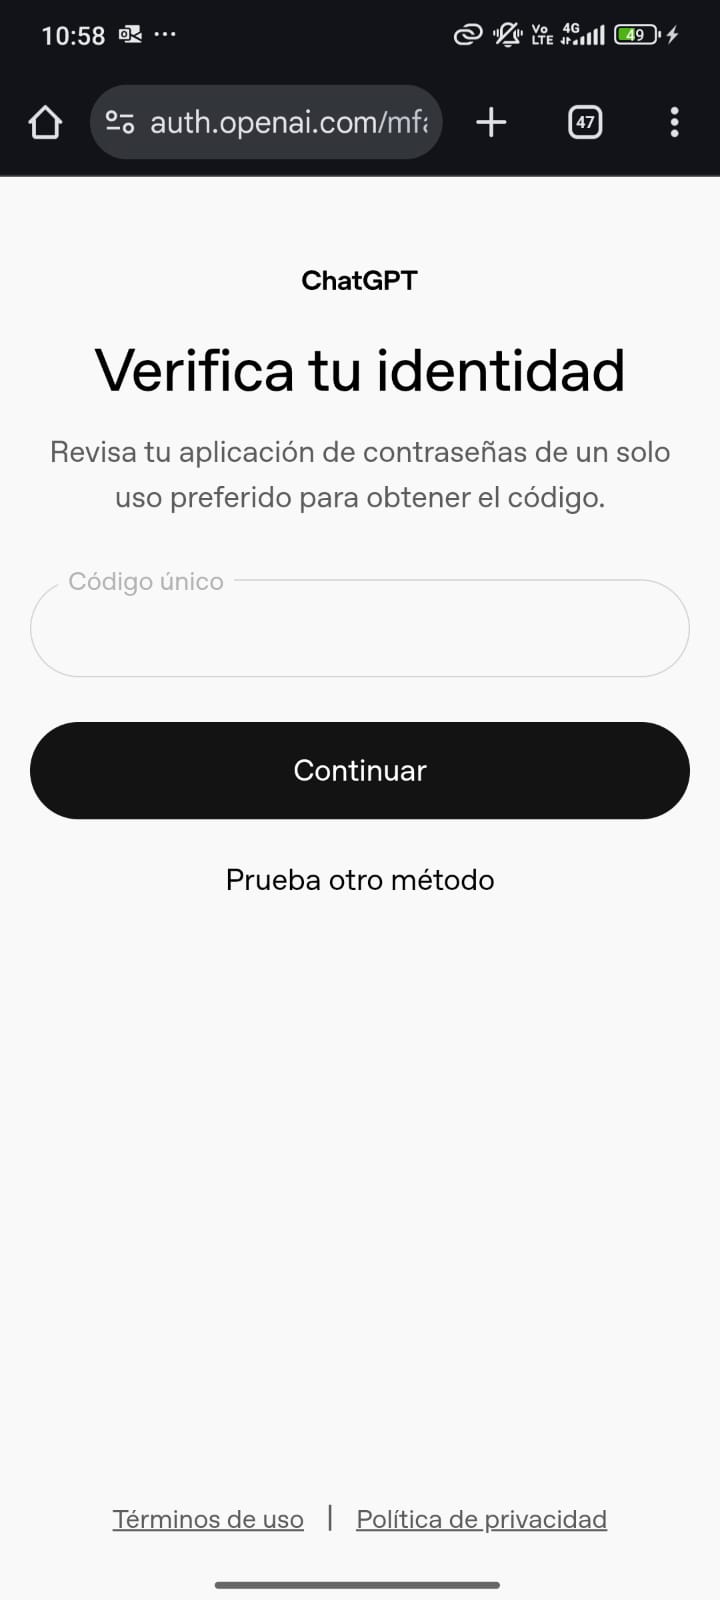 10:58
Vo LTE 4G 49
auth.openai.com/mfa
47
ChatGPT
Verifica tu identidad
Revisa tu aplicación de contraseñas de un solo
uso preferido para obtener el código.
Código único
Continuar
Prueba otro método
Términos de uso | Política de privacidad